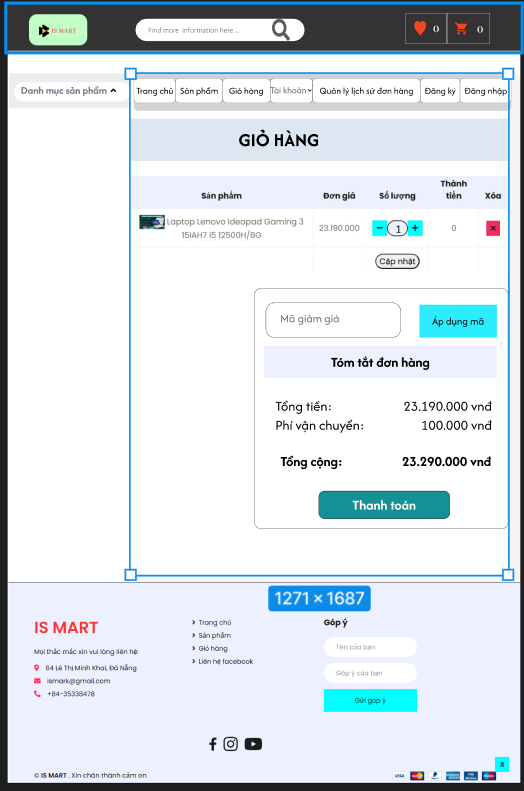 IS MART
Find more information here ...
0
0
Danh mục sản phẩm
Trang chủ
Sản phẩm
Giỏ hàng
Tài khoản
Quản lý lịch sử đơn hàng
Đăng ký
Đăng nhập
GIỎ HÀNG
Sản phẩm
Đơn giá
Số lượng
Thành
tiền
Xóa
Laptop Lenovo Ideapad Gaming 3
15IAH7 i5 12500H/8G
23.190.000
− 1 +
0
×
Cập nhật
Mã giảm giá
Áp dụng mã
Tóm tắt đơn hàng
Tổng tiền: 23.190.000 vnđ
Phí vận chuyển: 100.000 vnđ
Tổng cộng: 23.290.000 vnđ
Thanh toán
1271 × 1687
IS MART
Mọi thắc mắc xin vui lòng liên hệ:
64 Lê Thị Minh Khai, Đà Nẵng
ismark@gmail.com
+84-35338478
Trang chủ
Sản phẩm
Giỏ hàng
Liên hệ facebook
Góp ý
Tên của bạn
Góp ý của bạn
Gửi góp ý
© IS MART . Xin chân thành cảm ơn
VISA